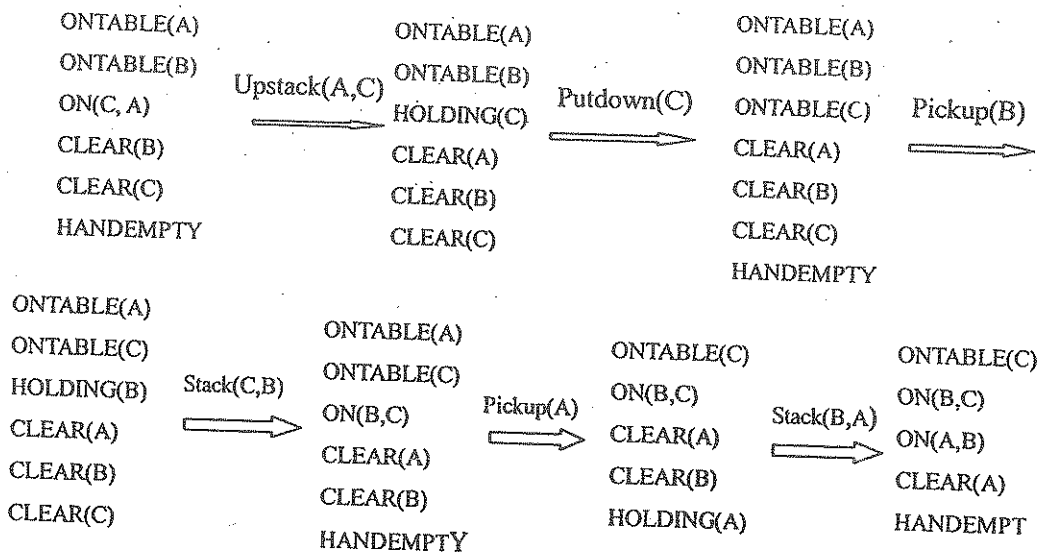 ONTABLE(A)
ONTABLE(B)
ON(C, A)
CLEAR(B)
CLEAR(C)
HANDEMPTY
Upstack(A,C)
ONTABLE(A)
ONTABLE(B)
HOLDING(C)
CLEAR(A)
CLEAR(B)
CLEAR(C)
Putdown(C)
ONTABLE(A)
ONTABLE(B)
ONTABLE(C)
CLEAR(A)
CLEAR(B)
CLEAR(C)
HANDEMPTY
Pickup(B)
ONTABLE(A)
ONTABLE(C)
HOLDING(B)
CLEAR(A)
CLEAR(B)
CLEAR(C)
Stack(C,B)
ONTABLE(A)
ONTABLE(C)
ON(B,C)
CLEAR(A)
CLEAR(B)
HANDEMPTY
Pickup(A)
ONTABLE(C)
ON(B,C)
CLEAR(A)
CLEAR(B)
HOLDING(A)
Stack(B,A)
ONTABLE(C)
ON(B,C)
ON(A,B)
CLEAR(A)
HANDEMPT